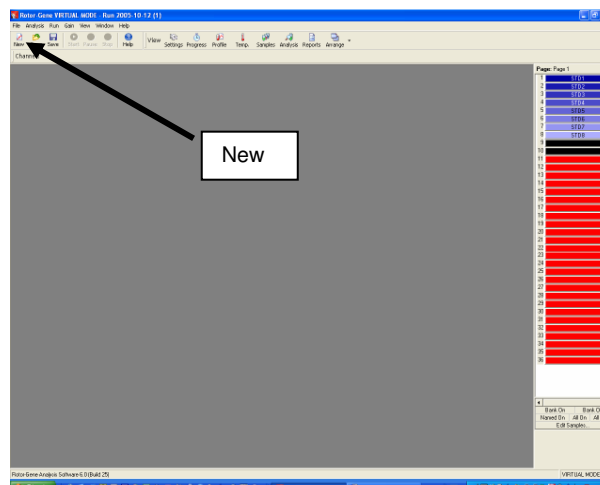 Rotor-Gene VIRTUAL MODE - Run 2005-10-12 (1)
File Analysis Run Gain View Window Help
New Save Start Pause Stop Help View Settings Progress Profile Temp. Samples Analysis Reports Arrange
Channel
Page: Page 1
1 STD1
2 STD2
3 STD3
4 STD4
5 STD5
6 STD6
7 STD7
8 STD8
9
10
11
12
13
14
15
16
17
18
19
20
21
22
23
24
25
26
27
28
29
30
31
32
33
34
35
36
New
Bank On Bank O
Named On All On All
Edit Samples...
Rotor-Gene Analysis Software 6.0 (Build 25) VIRTUAL MODE